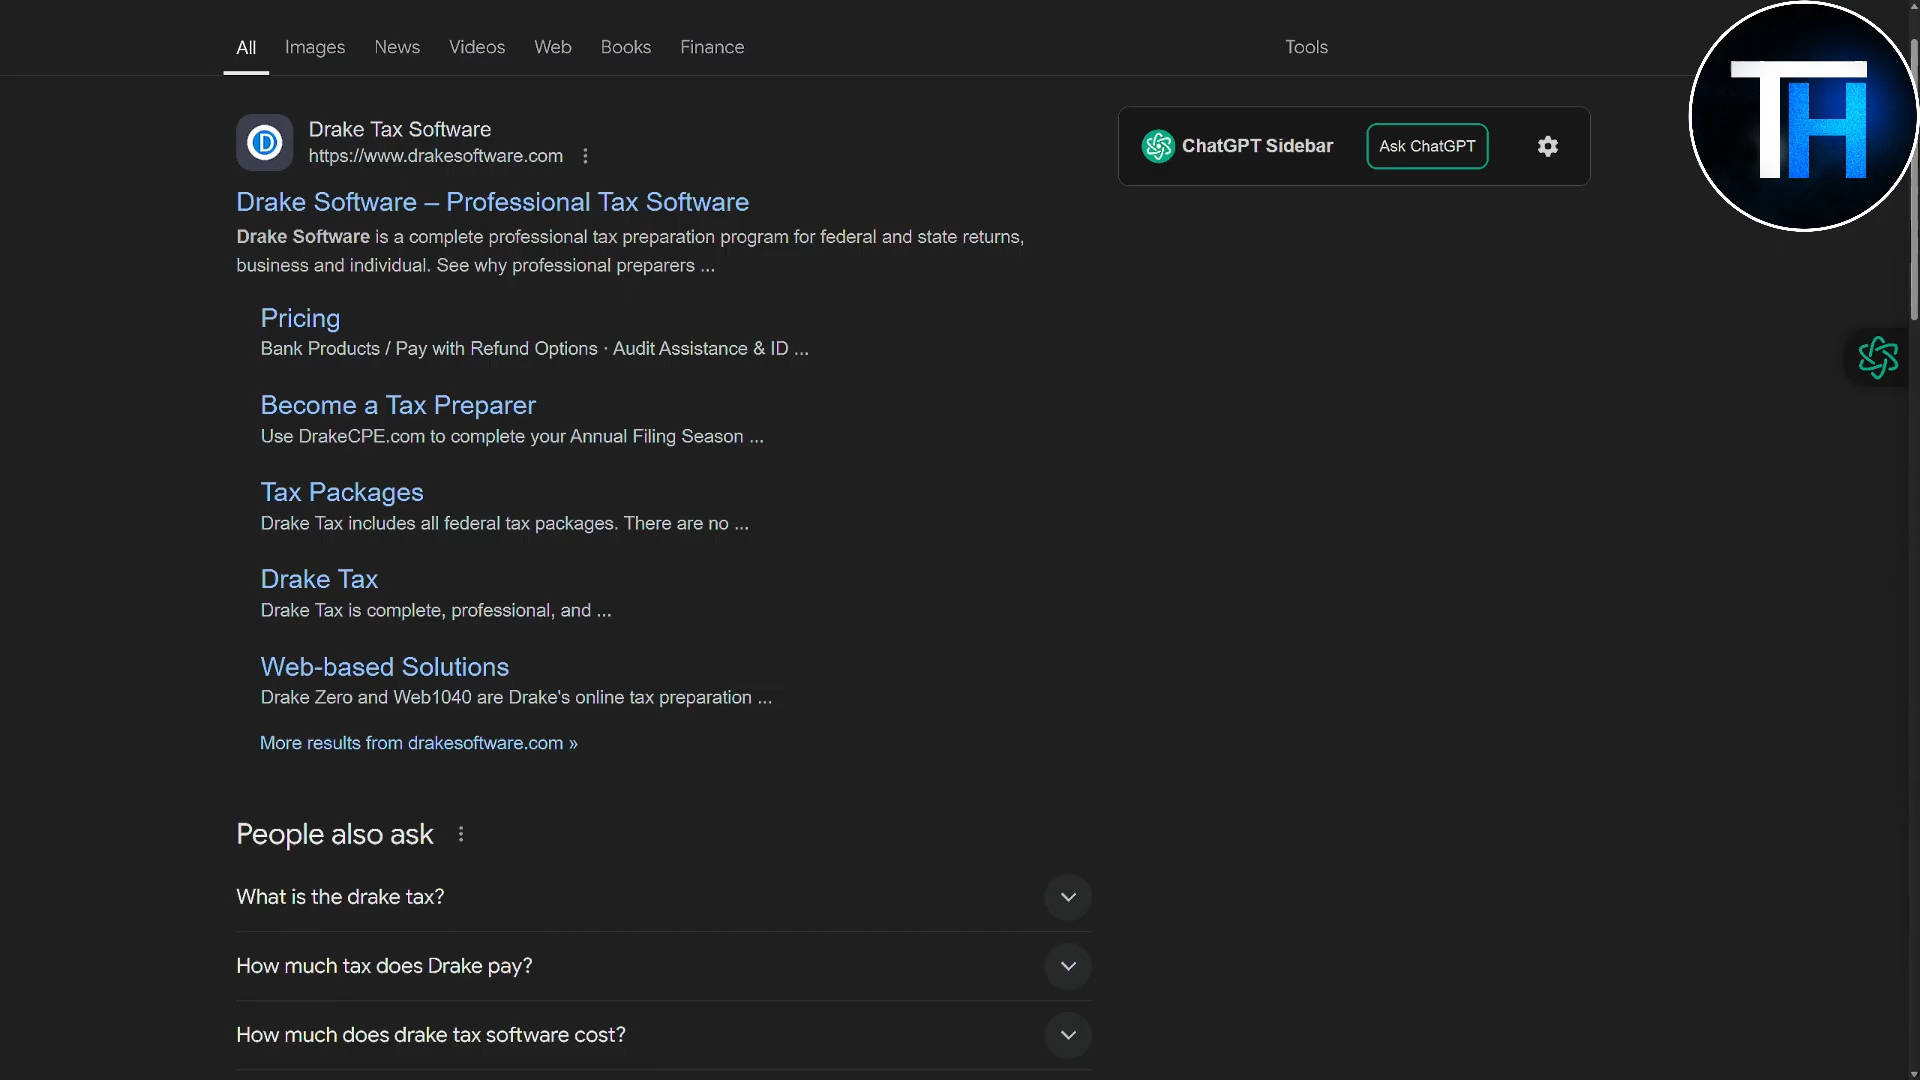 All Images News Videos Web Books Finance Tools
TH
Drake Tax Software
https://www.drakesoftware.com
ChatGPT Sidebar
Ask ChatGPT
Drake Software – Professional Tax Software
Drake Software is a complete professional tax preparation program for federal and state returns,
business and individual. See why professional preparers ...
Pricing
Bank Products / Pay with Refund Options · Audit Assistance & ID ...
Become a Tax Preparer
Use DrakeCPE.com to complete your Annual Filing Season ...
Tax Packages
Drake Tax includes all federal tax packages. There are no ...
Drake Tax
Drake Tax is complete, professional, and ...
Web-based Solutions
Drake Zero and Web1040 are Drake's online tax preparation ...
More results from drakesoftware.com »
People also ask
What is the drake tax?
How much tax does Drake pay?
How much does drake tax software cost?